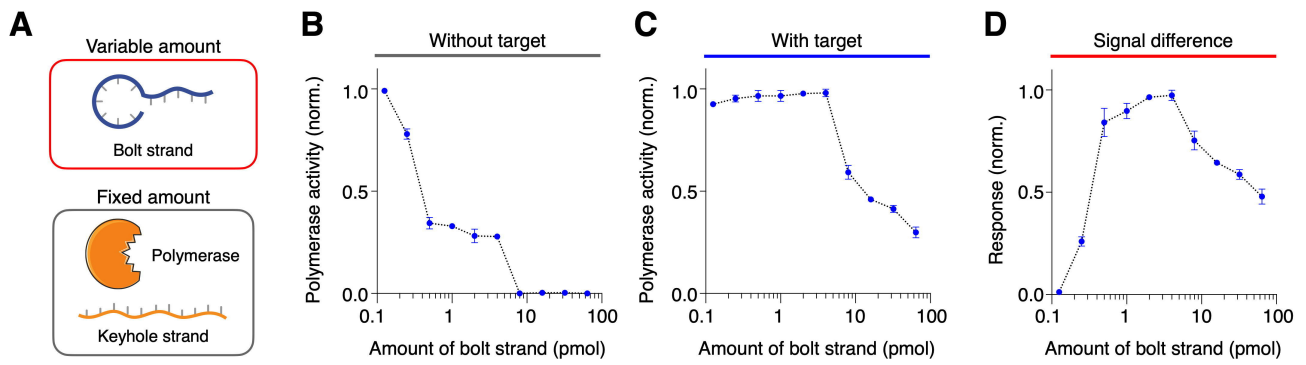 A
Variable amount
Bolt strand
Fixed amount
Polymerase
Keyhole strand
B
Without target
Polymerase activity (norm.)
1.0
0.5
0.0
0.1
1
10
100
Amount of bolt strand (pmol)
C
With target
Polymerase activity (norm.)
1.0
0.5
0.0
0.1
1
10
100
Amount of bolt strand (pmol)
D
Signal difference
Response (norm.)
1.0
0.5
0.0
0.1
1
10
100
Amount of bolt strand (pmol)